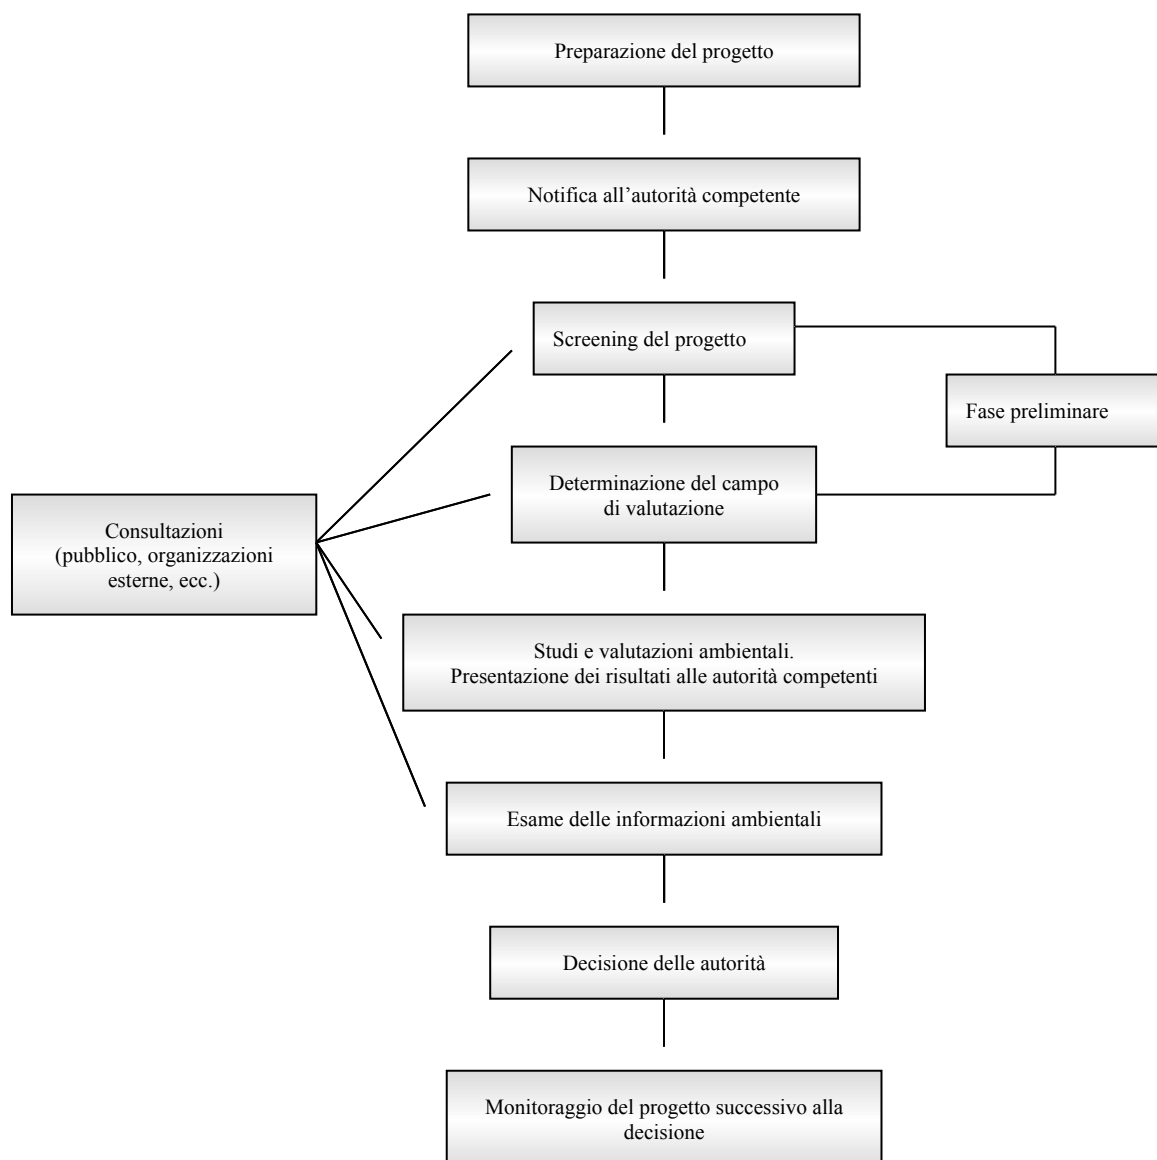 Preparazione del progetto
Notifica all’autorità competente
Screening del progetto
Fase preliminare
Determinazione del campo
di valutazione
Consultazioni
(pubblico, organizzazioni
esterne, ecc.)
Studi e valutazioni ambientali.
Presentazione dei risultati alle autorità competenti
Esame delle informazioni ambientali
Decisione delle autorità
Monitoraggio del progetto successivo alla
decisione